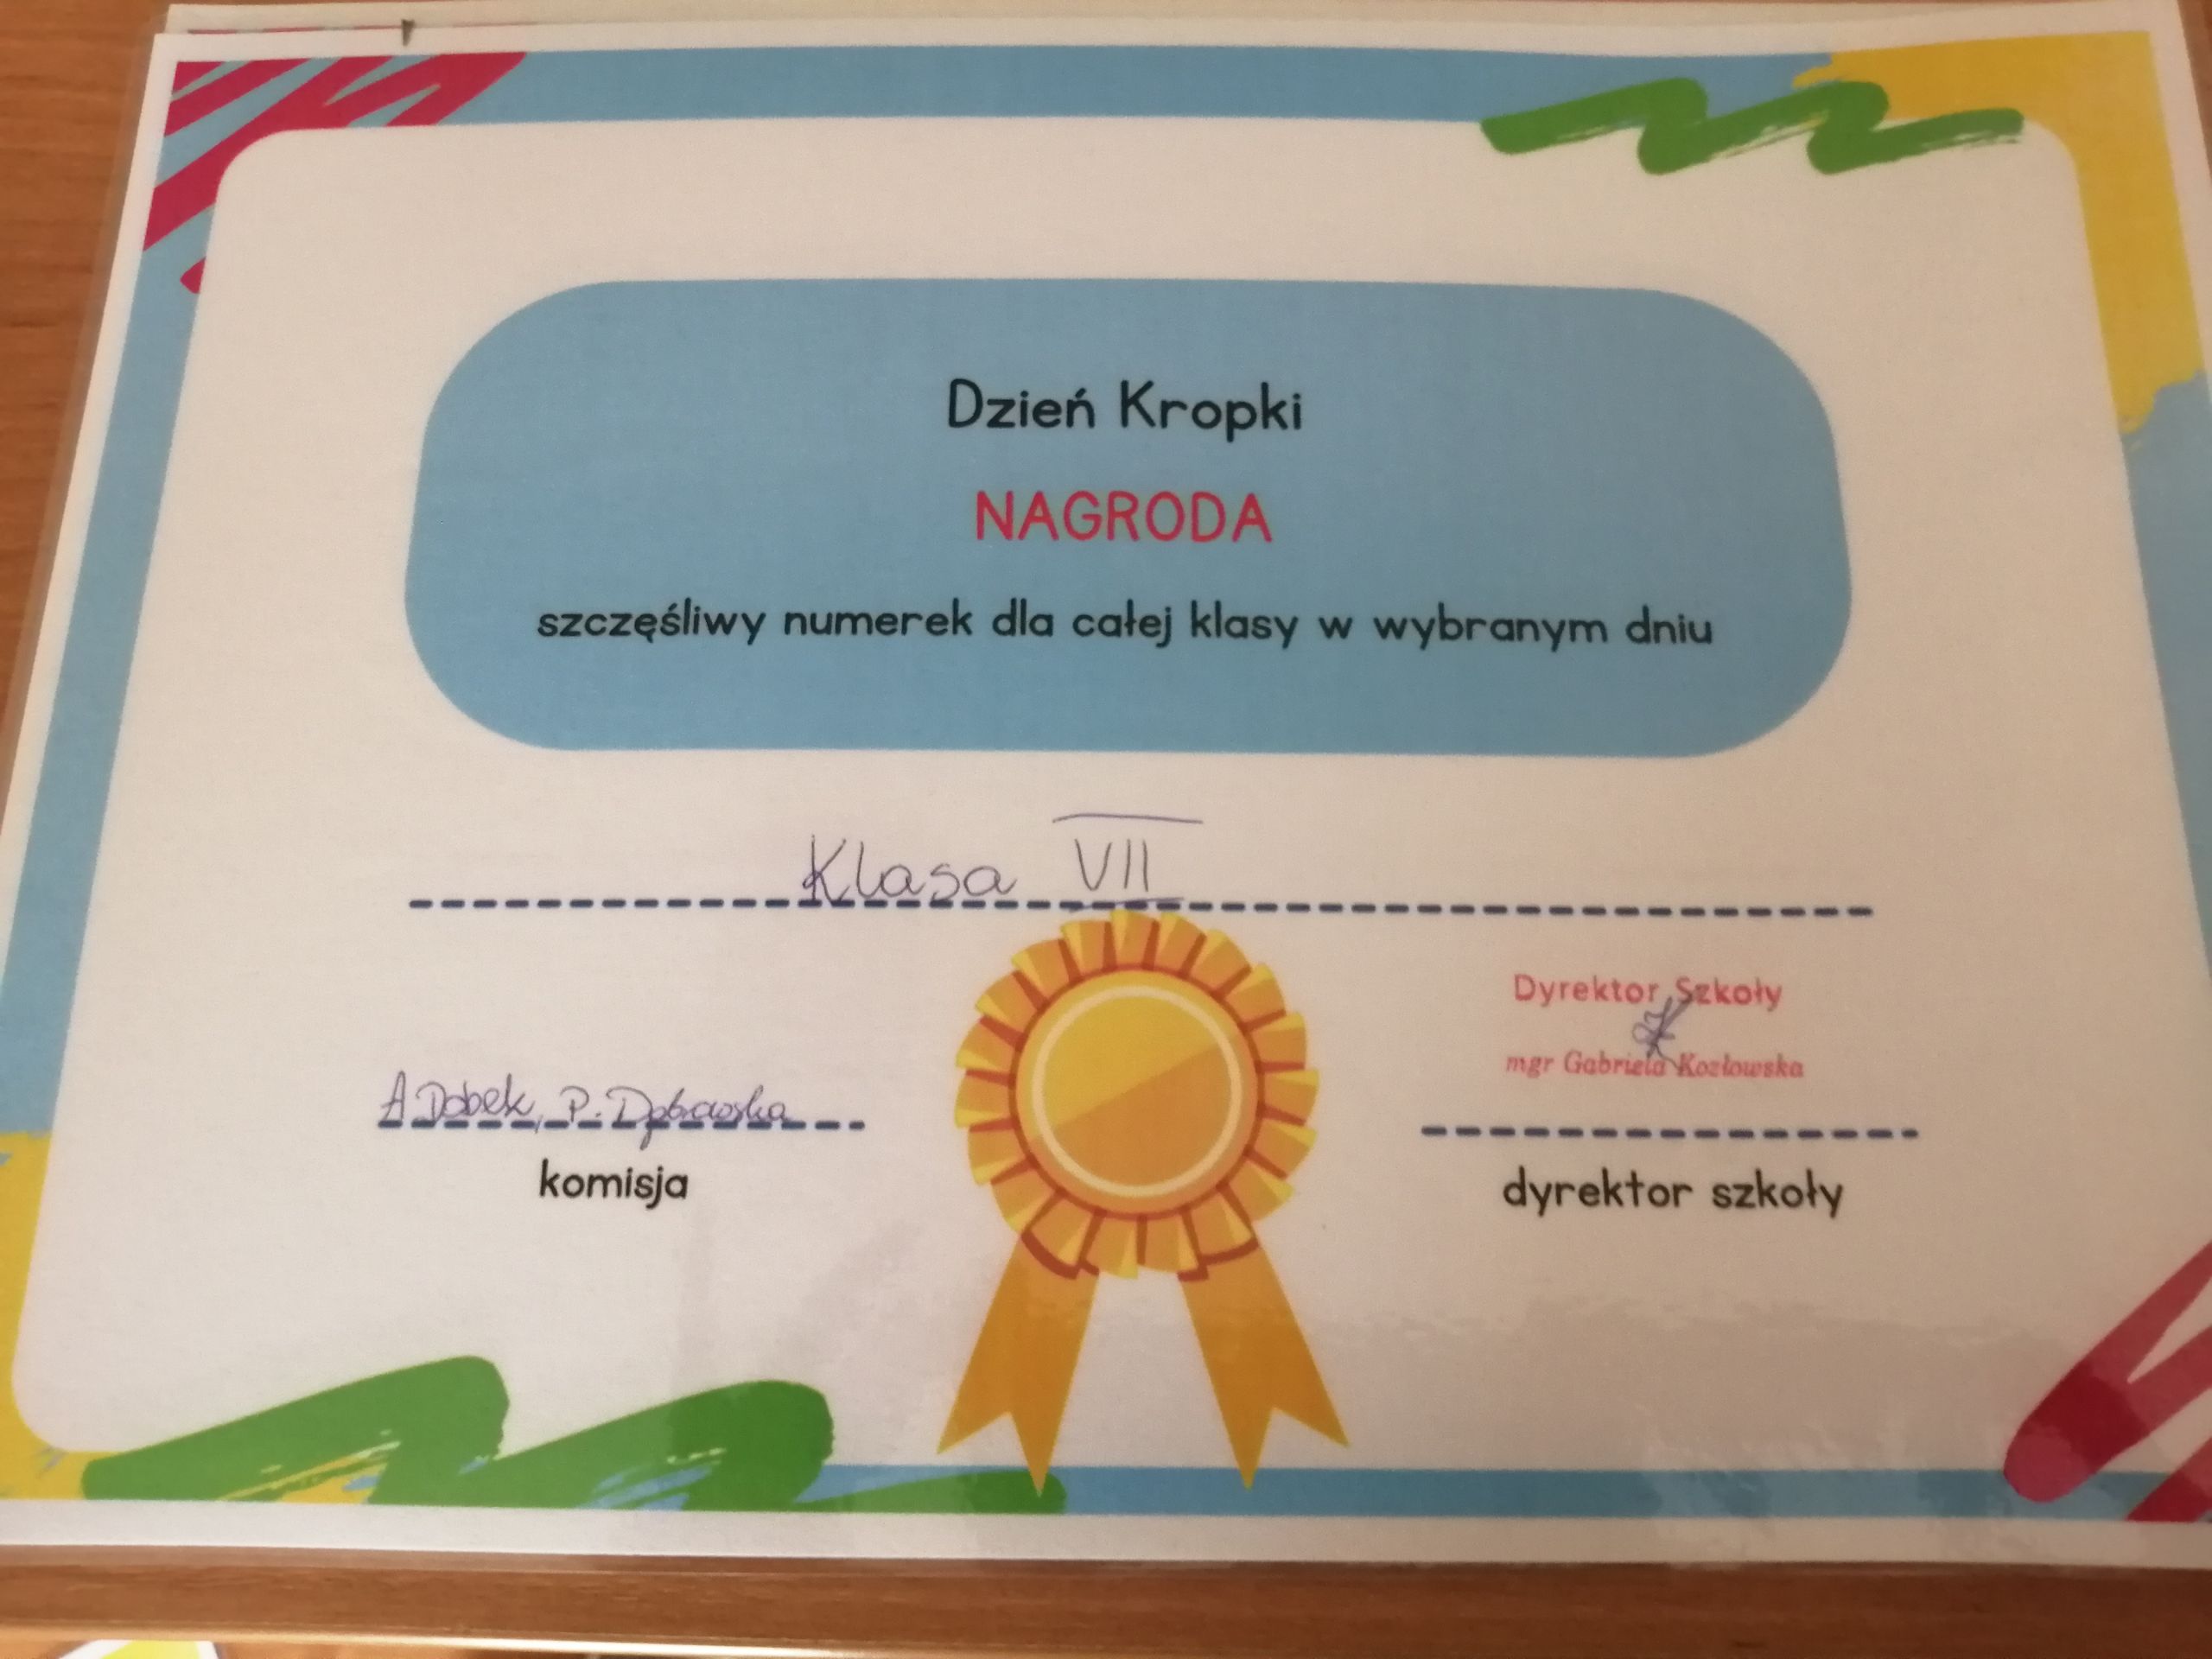 Dzień Kropki
NAGRODA
szczęśliwy numerek dla całej klasy w wybranym dniu
Klasa VII
Dyrektor Szkoły
mgr Gabriela Kozłowska
A Dobek, P. Dąbrowska
komisja
dyrektor szkoły